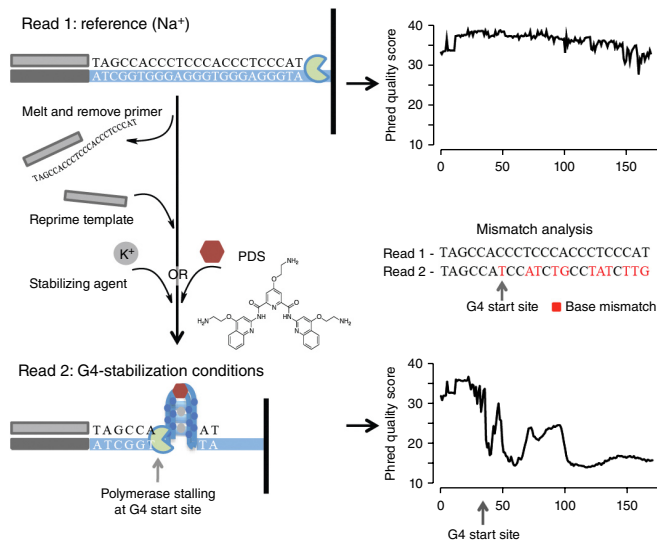 Read 1: reference (Na⁺)
TAGCCACCCTCCCACCCTCCCAT
ATCGGTGGGAGGGTGGGAGGGTA
Melt and remove primer
TAGCCACCCTCCCACCCTCCCAT
Reprime template
K⁺
Stabilizing agent
OR
PDS
NH₂
O
O
O
N
H₂N
O
NH
HN
O
NH₂
N
N
Read 2: G4-stabilization conditions
TAGCCA AT
ATCGGT TA
Polymerase stalling
at G4 start site
Phred quality score
40
30
20
10
0 50 100 150
Mismatch analysis
Read 1 - TAGCCACCCTCCCACCCTCCCAT
Read 2 - TAGCCATCCATCTGCCTATCTTG
G4 start site
Base mismatch
Phred quality score
40
30
20
10
0 50 100 150
G4 start site